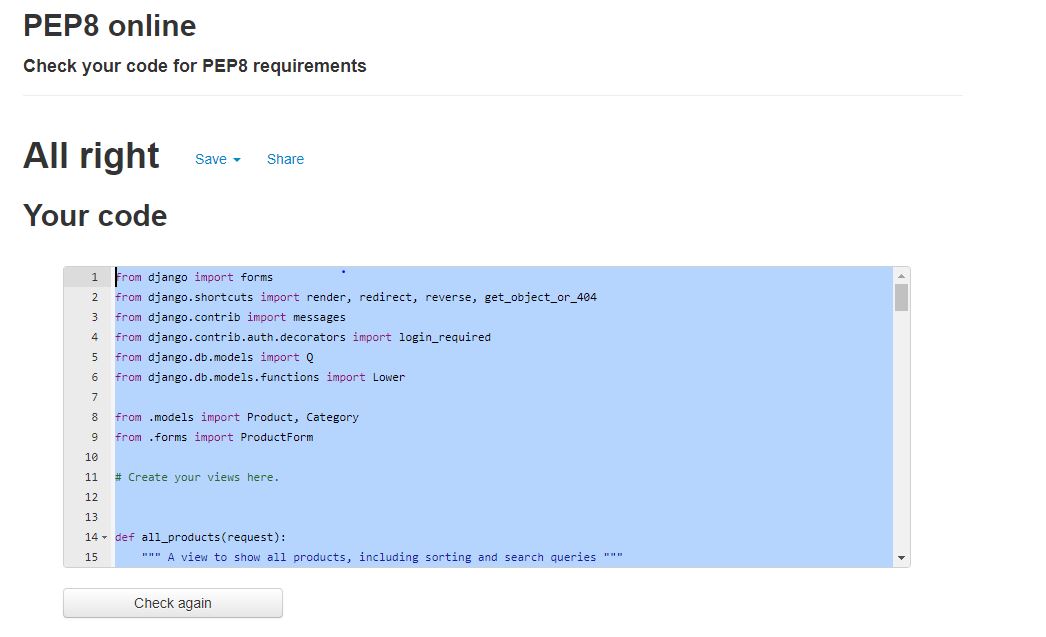 PEP8 online
Check your code for PEP8 requirements
All right
Save
Share
Your code
1 from django import forms
2 from django.shortcuts import render, redirect, reverse, get_object_or_404
3 from django.contrib import messages
4 from django.contrib.auth.decorators import login_required
5 from django.db.models import Q
6 from django.db.models.functions import Lower
7
8 from .models import Product, Category
9 from .forms import ProductForm
10
11 # Create your views here.
12
13
14 def all_products(request):
15 """ A view to show all products, including sorting and search queries """
Check again